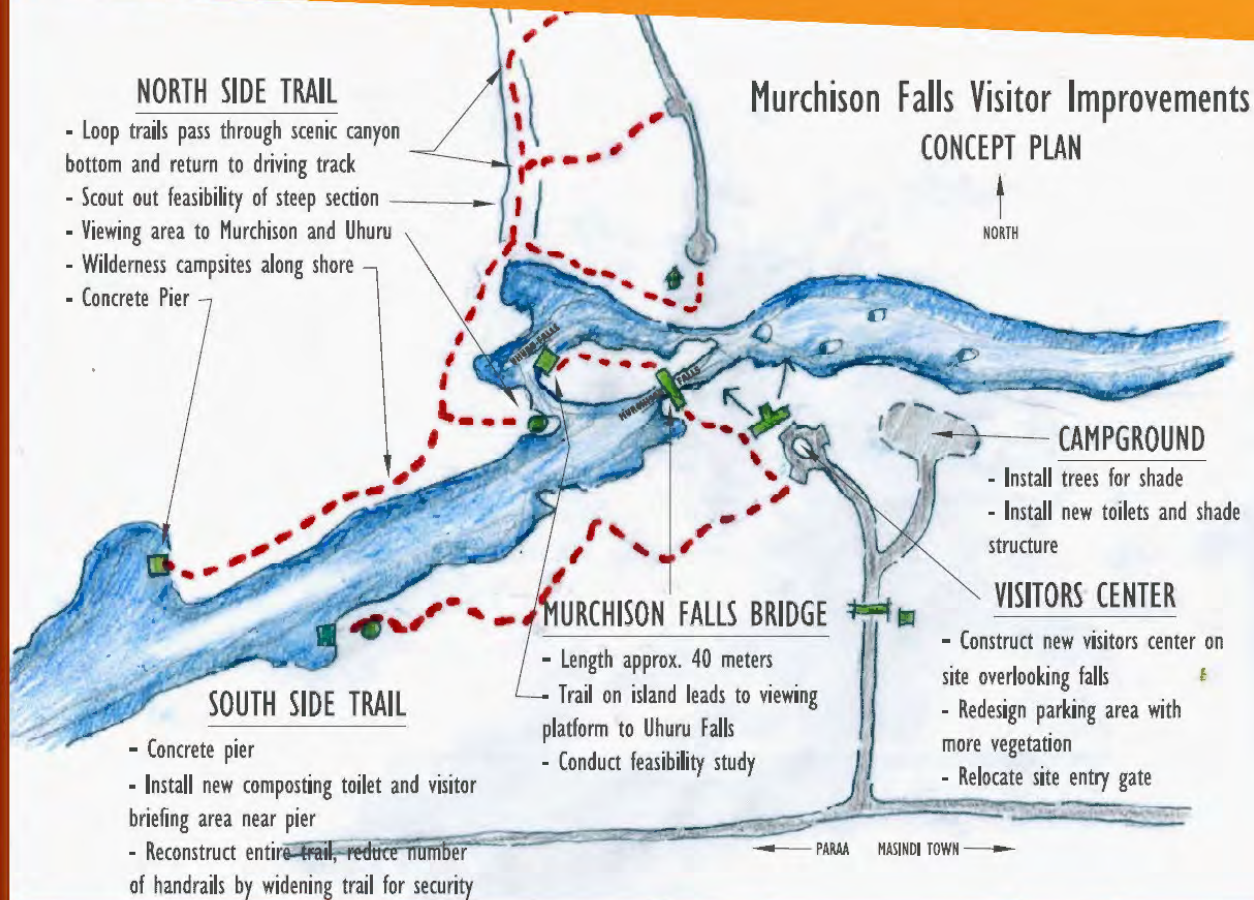 Murchison Falls Visitor Improvements
CONCEPT PLAN
NORTH
NORTH SIDE TRAIL
- Loop trails pass through scenic canyon
bottom and return to driving track
- Scout out feasibility of steep section
- Viewing area to Murchison and Uhuru
- Wilderness campsites along shore
- Concrete Pier
UHURU FALLS
MURCHISON FALLS
CAMPGROUND
- Install trees for shade
- Install new toilets and shade
structure
VISITORS CENTER
- Construct new visitors center on
site overlooking falls
- Redesign parking area with
more vegetation
- Relocate site entry gate
MURCHISON FALLS BRIDGE
- Length approx. 40 meters
- Trail on island leads to viewing
platform to Uhuru Falls
- Conduct feasibility study
SOUTH SIDE TRAIL
- Concrete pier
- Install new composting toilet and visitor
briefing area near pier
- Reconstruct entire trail, reduce number
of handrails by widening trail for security
PARAA
MASINDI TOWN